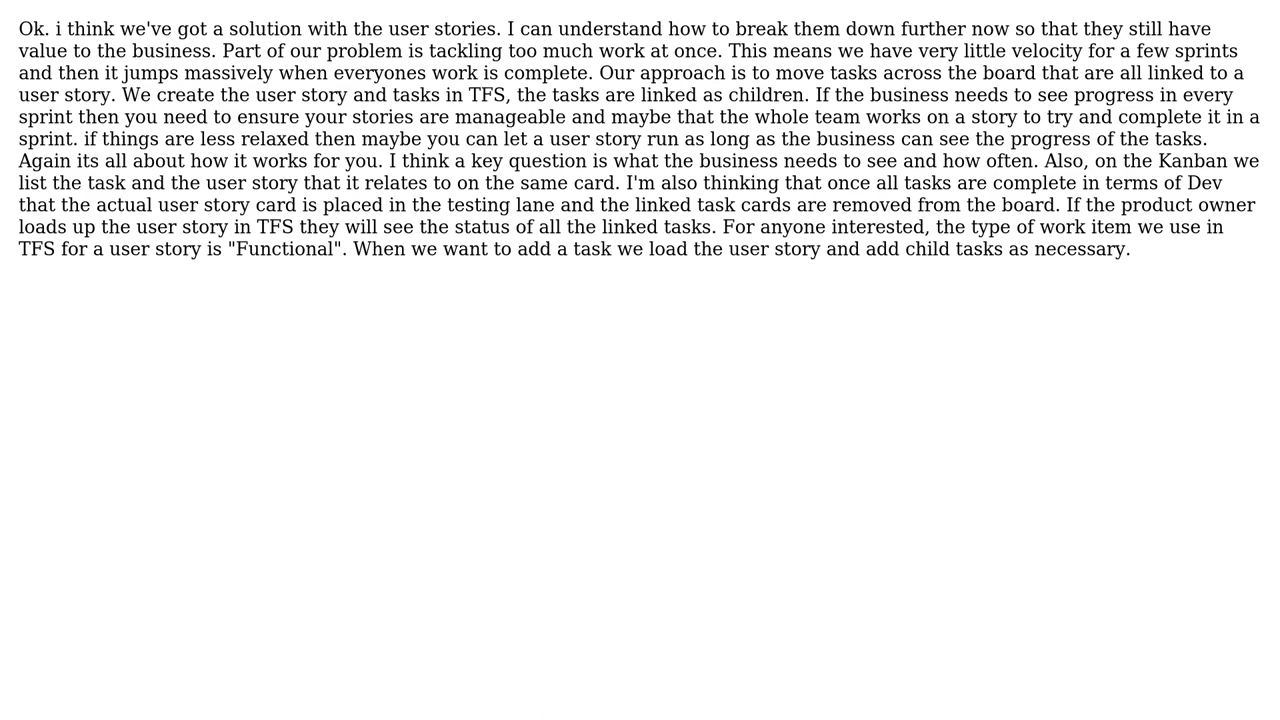 Ok. i think we've got a solution with the user stories. I can understand how to break them down further now so that they still have
value to the business. Part of our problem is tackling too much work at once. This means we have very little velocity for a few sprints
and then it jumps massively when everyones work is complete. Our approach is to move tasks across the board that are all linked to a
user story. We create the user story and tasks in TFS, the tasks are linked as children. If the business needs to see progress in every
sprint then you need to ensure your stories are manageable and maybe that the whole team works on a story to try and complete it in a
sprint. if things are less relaxed then maybe you can let a user story run as long as the business can see the progress of the tasks.
Again its all about how it works for you. I think a key question is what the business needs to see and how often. Also, on the Kanban we
list the task and the user story that it relates to on the same card. I'm also thinking that once all tasks are complete in terms of Dev
that the actual user story card is placed in the testing lane and the linked task cards are removed from the board. If the product owner
loads up the user story in TFS they will see the status of all the linked tasks. For anyone interested, the type of work item we use in
TFS for a user story is "Functional". When we want to add a task we load the user story and add child tasks as necessary.